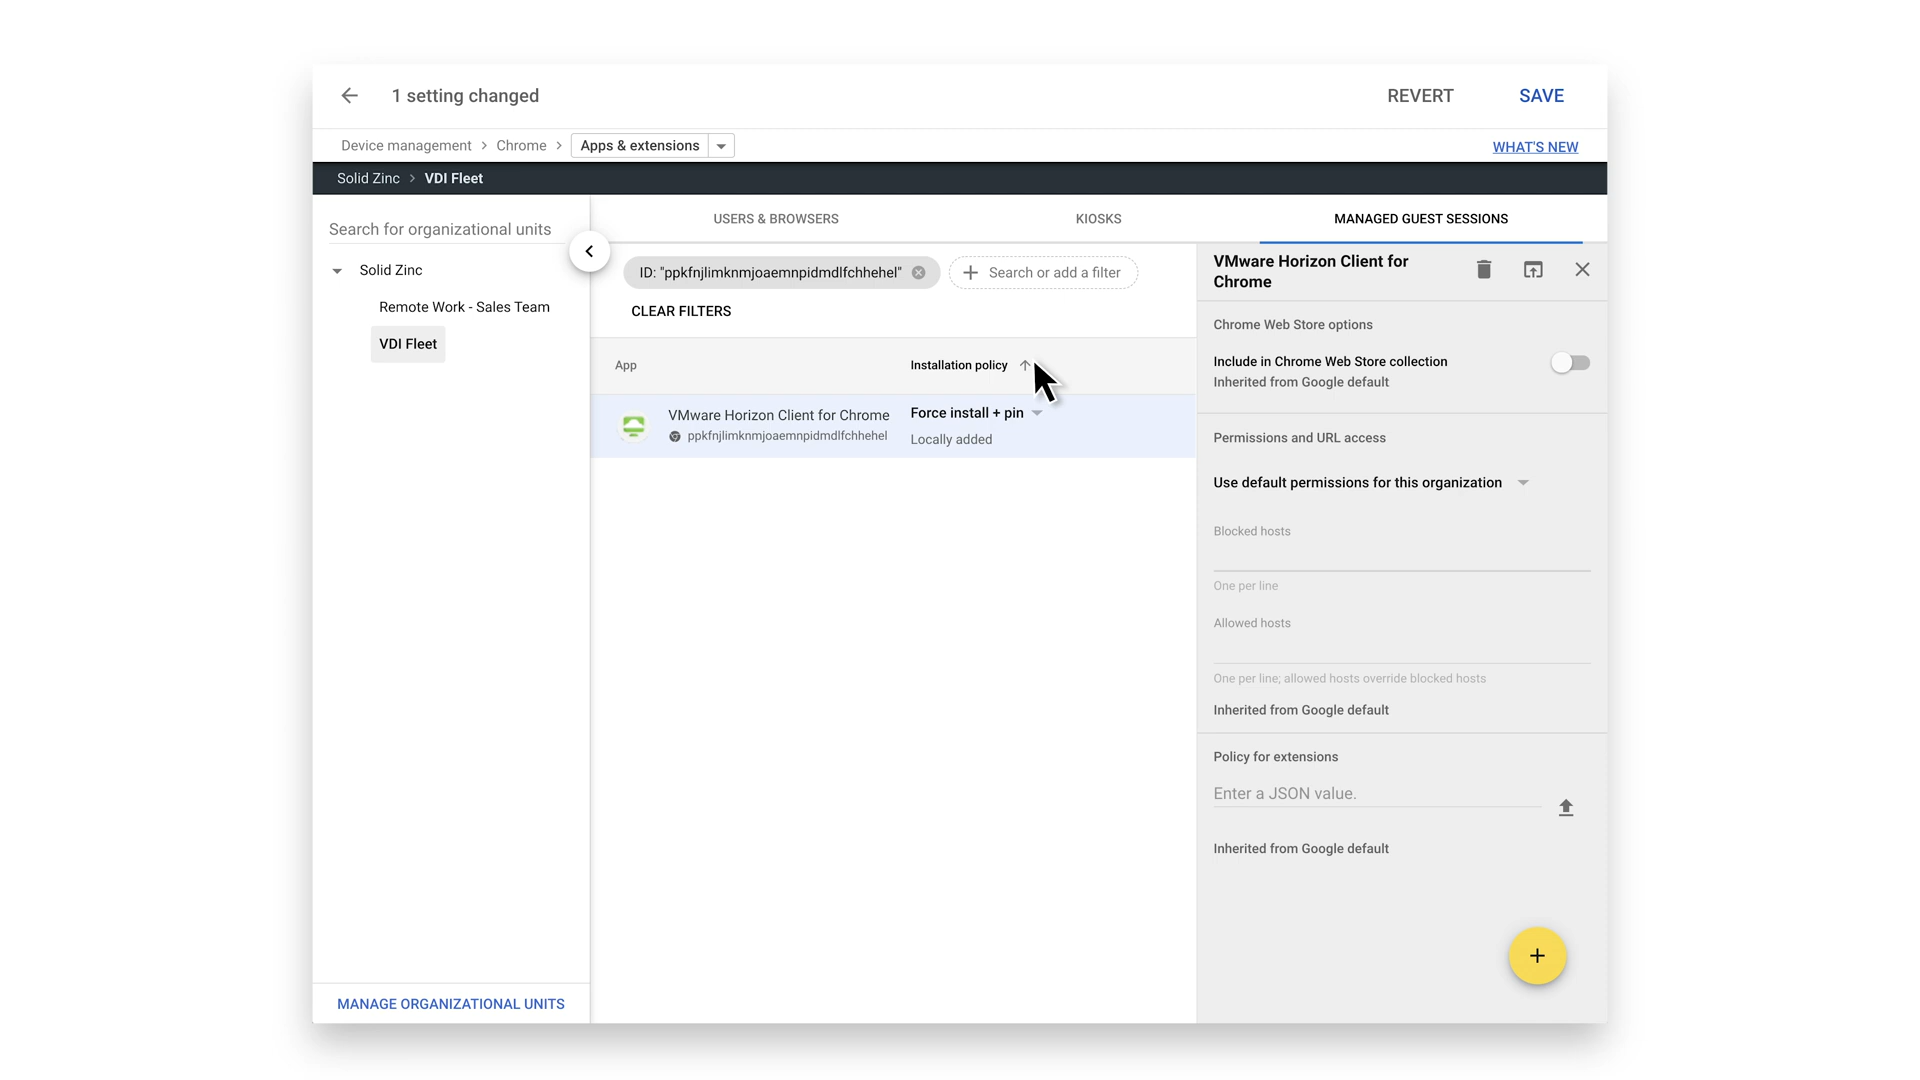 1 setting changed
REVERT
SAVE
Device management > Chrome > Apps & extensions
WHAT'S NEW
Solid Zinc > VDI Fleet
Search for organizational units
Solid Zinc
Remote Work - Sales Team
VDI Fleet
MANAGE ORGANIZATIONAL UNITS
USERS & BROWSERS
KIOSKS
MANAGED GUEST SESSIONS
ID: "ppkfnjlimknmjoaemnpidmdlfchhehel"
Search or add a filter
CLEAR FILTERS
App
Installation policy
VMware Horizon Client for Chrome
ppkfnjlimknmjoaemnpidmdlfchhehel
Force install + pin
Locally added
VMware Horizon Client for
Chrome
Chrome Web Store options
Include in Chrome Web Store collection
Inherited from Google default
Permissions and URL access
Use default permissions for this organization
Blocked hosts
One per line
Allowed hosts
One per line; allowed hosts override blocked hosts
Inherited from Google default
Policy for extensions
Enter a JSON value.
Inherited from Google default